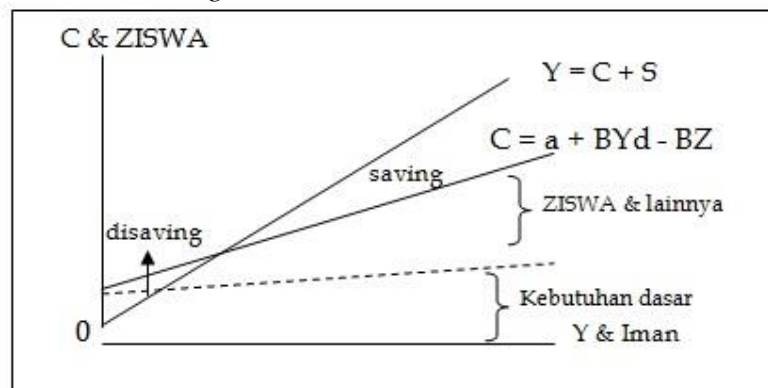 C & ZISWA
Y = C + S
C = a + BYd - BZ
saving
ZISWA & lainnya
disaving
Kebutuhan dasar
0
Y & Iman